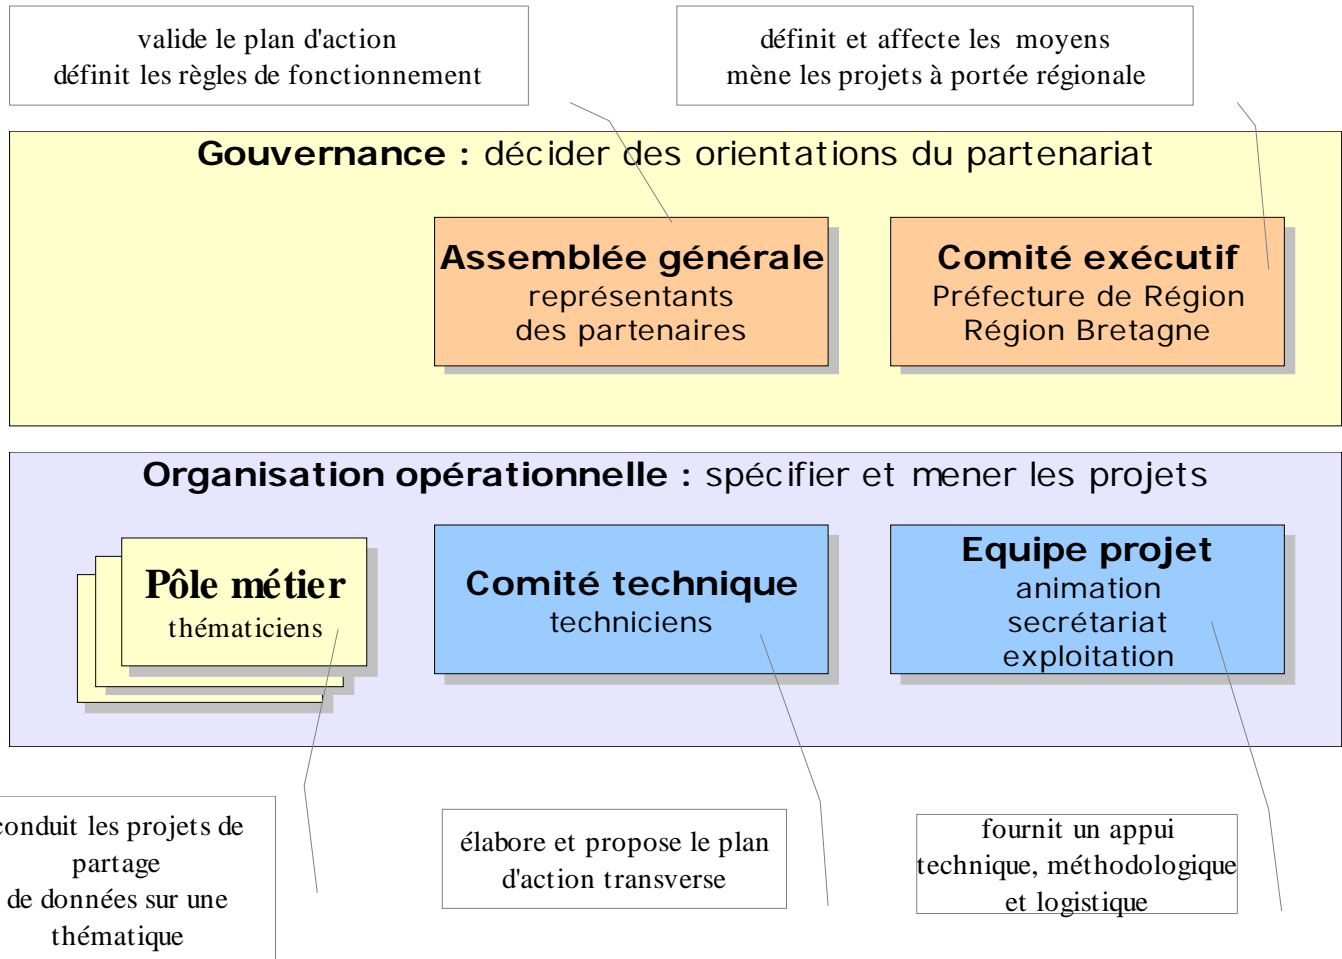 valide le plan d'action
définit les règles de fonctionnement
définit et affecte les moyens
mène les projets à portée régionale
Gouvernance : décider des orientations du partenariat
Assemblée générale
représentants
des partenaires
Comité exécutif
Préfecture de Région
Région Bretagne
Organisation opérationnelle : spécifier et mener les projets
Pôle métier
thématiciens
Comité technique
techniciens
Equipe projet
animation
secrétariat
exploitation
conduit les projets de
partage
de données sur une
thématique
élabore et propose le plan
d'action transverse
fournit un appui
technique, méthodologique
et logistique